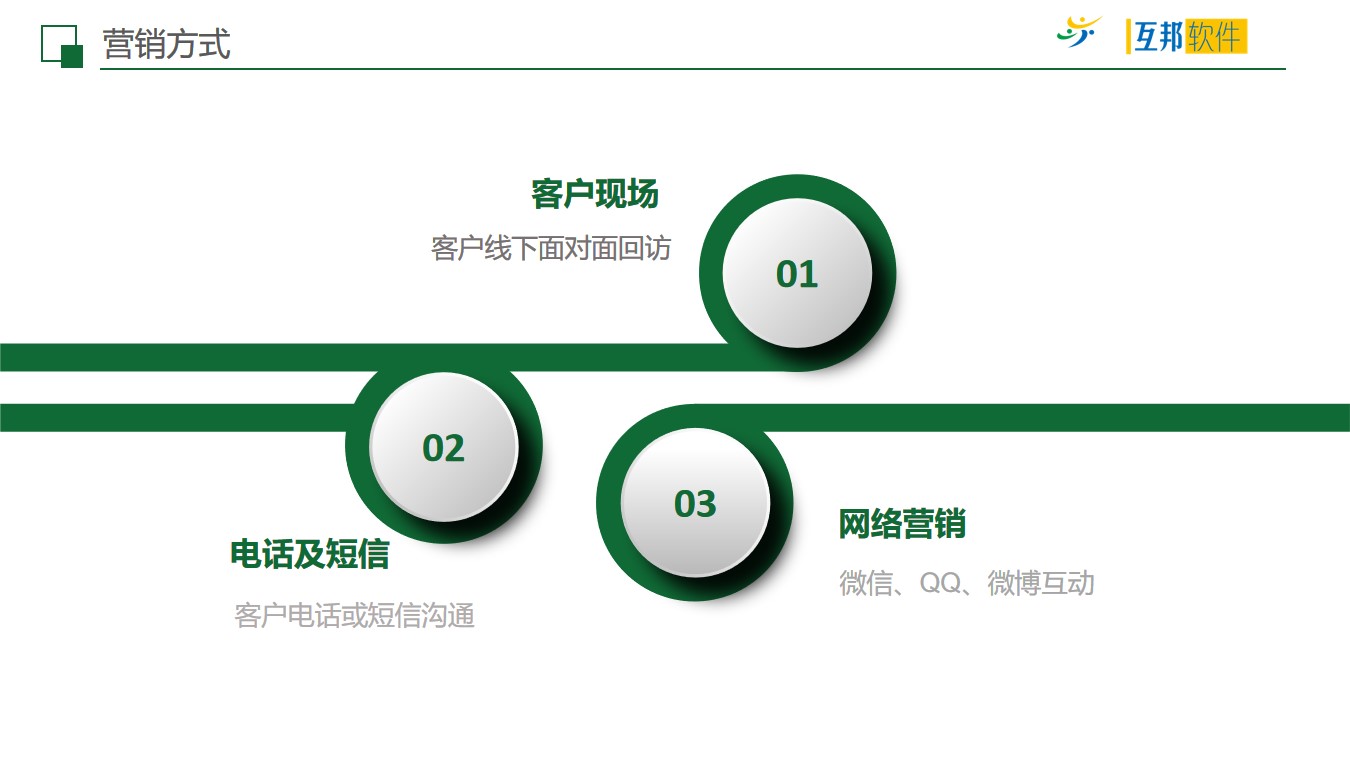 营销方式
互邦软件
客户现场
客户线下面对面回访
01
02
03
电话及短信
客户电话或短信沟通
网络营销
微信、QQ、微博互动